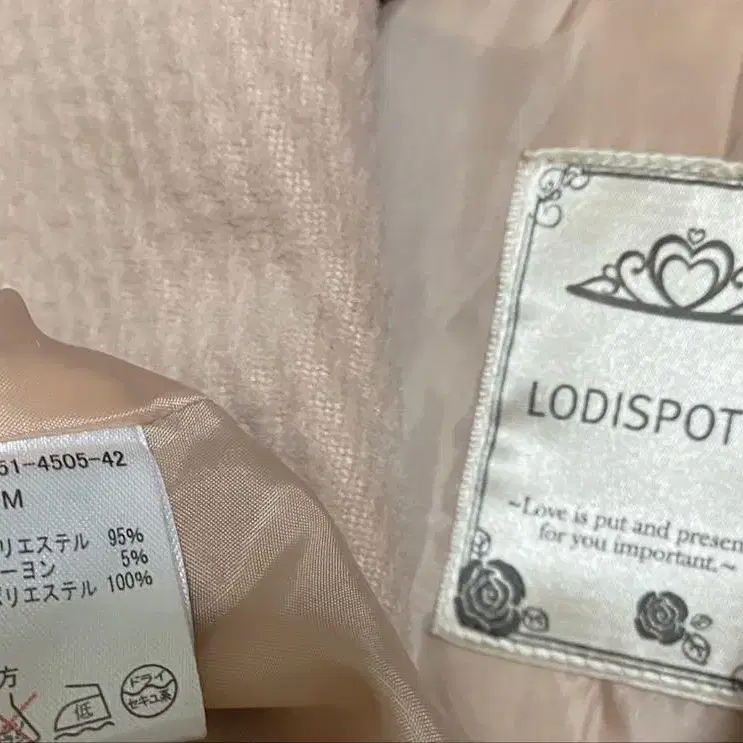 51-4505-42
M
リエステル 95%
ーヨン 5%
ポリエステル 100%
方
低
ドライ
セキユ系
LODISPOT
~Love is put and presen
for you important.~